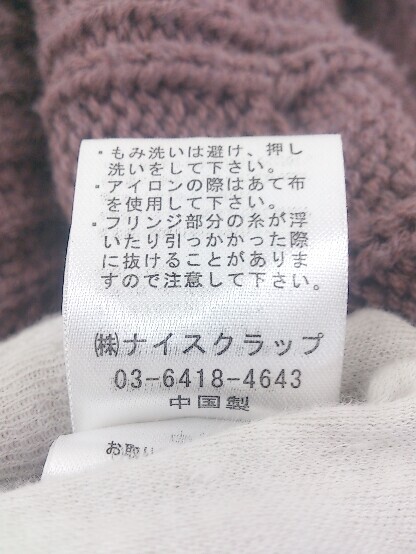 ・もみ洗いは避け、押し
洗いをして下さい。
・アイロンの際はあて布
を使用して下さい。
・フリンジ部分の糸が浮
いたり引っかかった際
に抜けることがありま
すので注意して下さい。
㈱ナイスクラップ
03-6418-4643
中国製
お取り